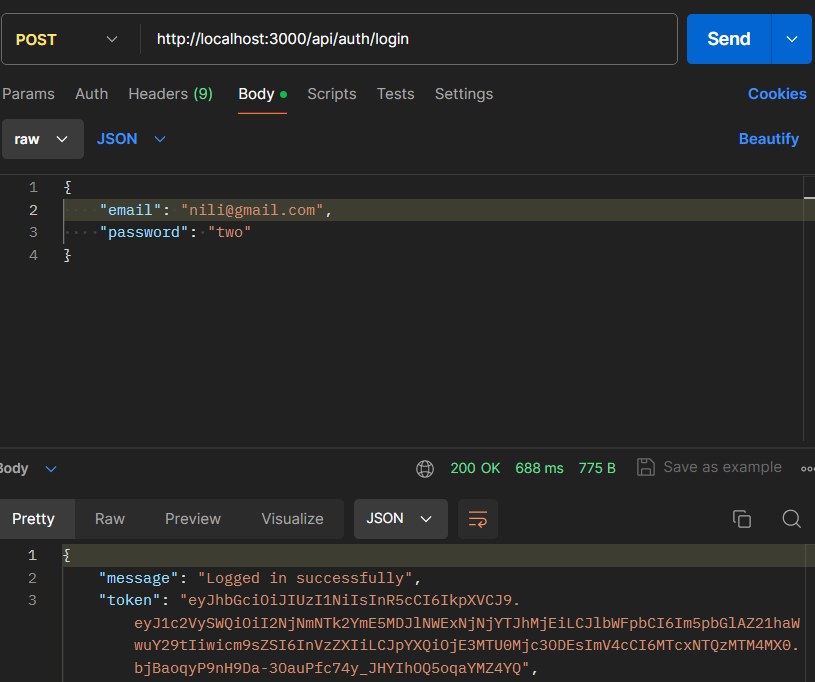 POST http://localhost:3000/api/auth/login Send
Params Auth Headers (9) Body Scripts Tests Settings Cookies
raw JSON Beautify
1 {
2 "email": "nili@gmail.com",
3 "password": "two"
4 }
Body 200 OK 688 ms 775 B Save as example
Pretty Raw Preview Visualize JSON
1 {
2 "message": "Logged in successfully",
3 "token": "eyJhbGciOiJIUzI1NiIsInR5cCI6IkpXVCJ9.
eyJ1c2VySWQiOiI2NjNmNTk2YmE5MDJlNWExNjNjYTJhMjEiLCJlbWFpbCI6Im5pbGlAZ21haW
wuY29tIiwicm9sZSI6InVzZXIiLCJpYXQiOjE3MTU0Mjc3ODEsImV4cCI6MTcxNTQzMTM4MX0.
bjBaoqyP9nH9Da-3OauPfc74y_JHYIhOQ5oqaYMZ4YQ",